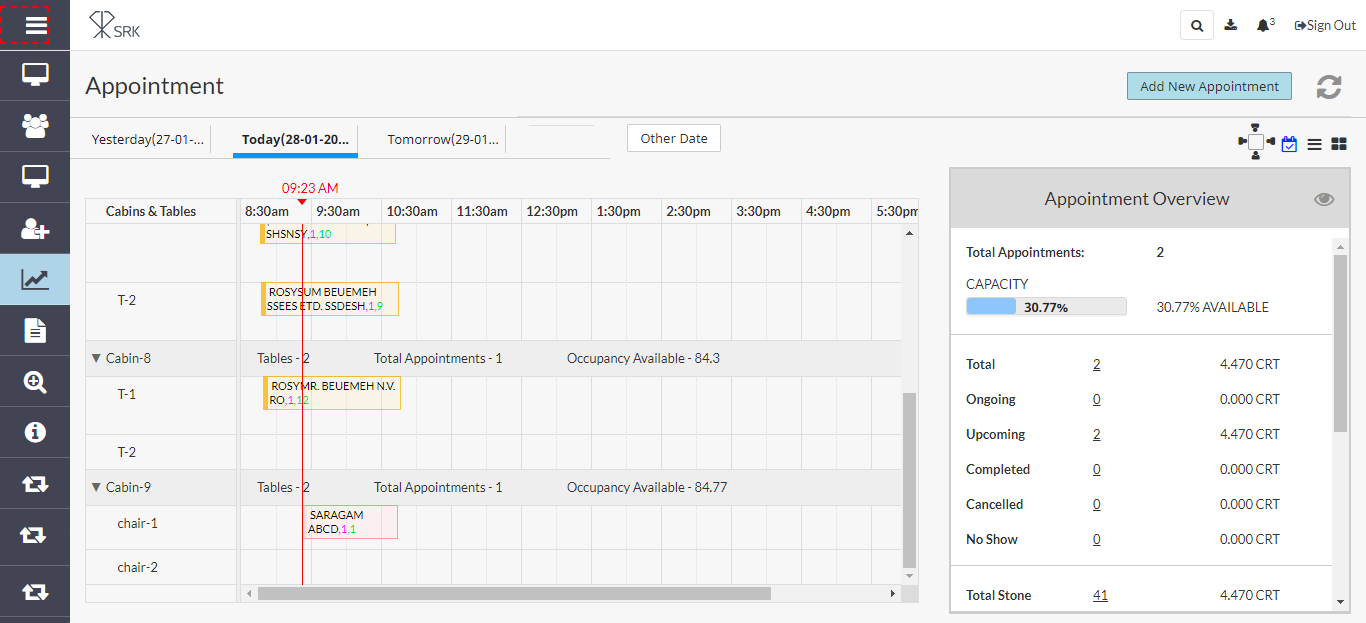 SRK
3
Sign Out
Appointment
Add New Appointment
Yesterday(27-01-...
Today(28-01-20...
Tomorrow(29-01...
Other Date
09:23 AM
Cabins & Tables
8:30am 9:30am 10:30am 11:30am 12:30pm 1:30pm 2:30pm 3:30pm 4:30pm 5:30pm
SHSNSY,1,10
T-2
ROSYSUM BEUEMEH
SSEES ETD. SSDESH,1,9
Cabin-8 Tables - 2 Total Appointments - 1 Occupancy Available - 84.3
T-1
ROSYMR. BEUEMEH N.V.
RO,1,12
T-2
Cabin-9 Tables - 2 Total Appointments - 1 Occupancy Available - 84.77
chair-1
SARAGAM
ABCD,1,1
chair-2
Appointment Overview
Total Appointments: 2
CAPACITY
30.77% 30.77% AVAILABLE
Total 2 4.470 CRT
Ongoing 0 0.000 CRT
Upcoming 2 4.470 CRT
Completed 0 0.000 CRT
Cancelled 0 0.000 CRT
No Show 0 0.000 CRT
Total Stone 41 4.470 CRT